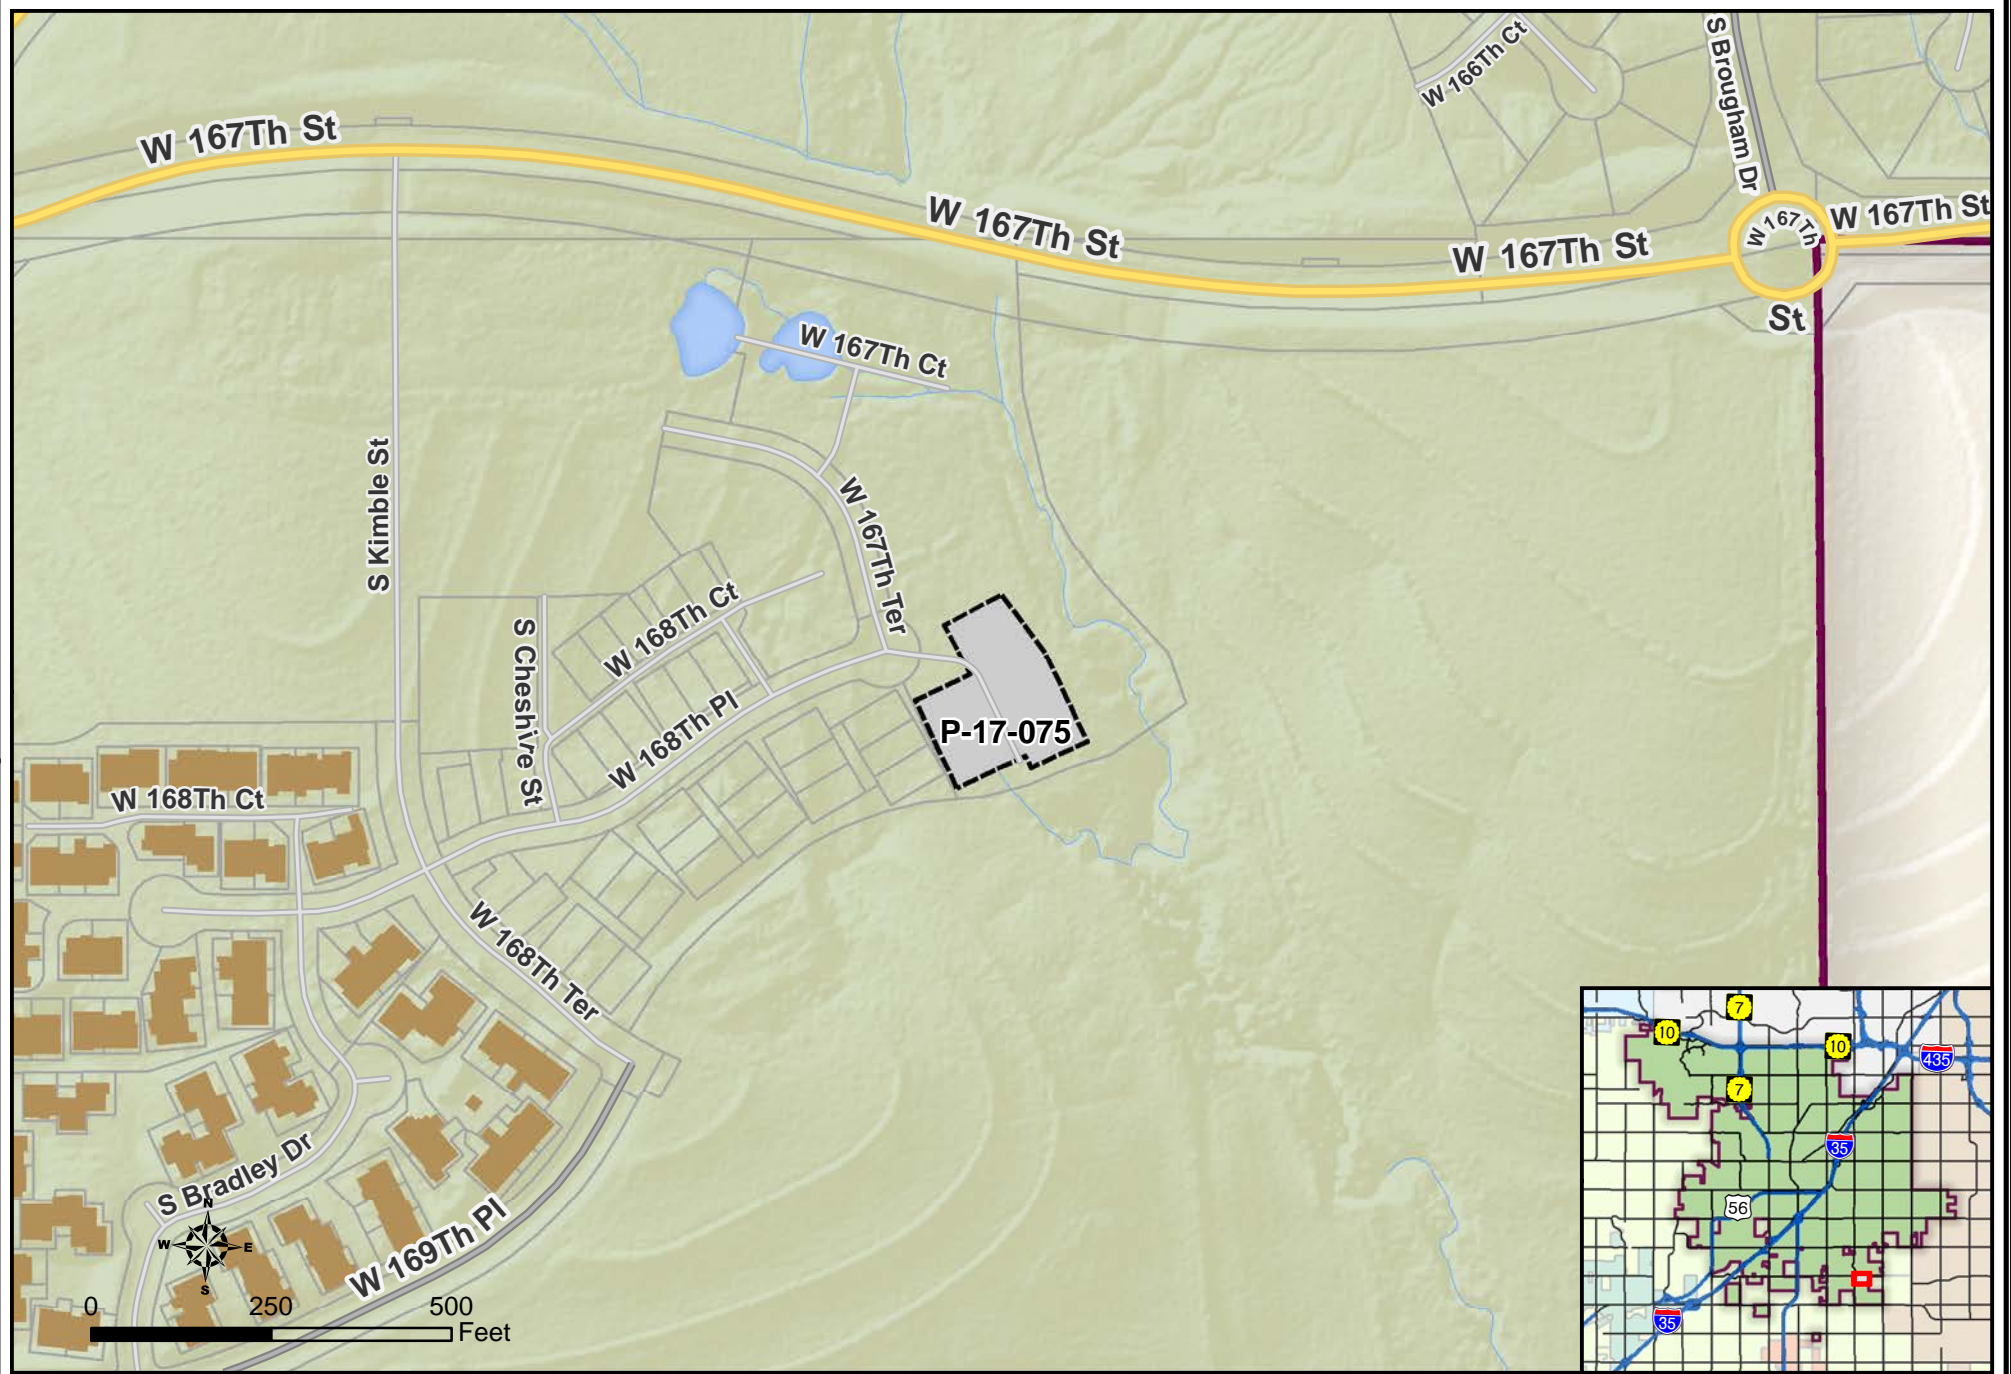 W 166Th Ct
S Brougham Dr
W 167Th St
W 167Th St
W 167Th St
W 167Th St
W 167Th
St
W 167Th Ct
S Kimble St
W 167Th Ter
W 168Th Ct
S Cheshire St
W 168Th Pl
P-17-075
W 168Th Ct
W 168Th Ter
S Bradley Dr
W 169Th Pl
N
W E
S
0 250 500
Feet
7
10
10
435
7
35
56
35